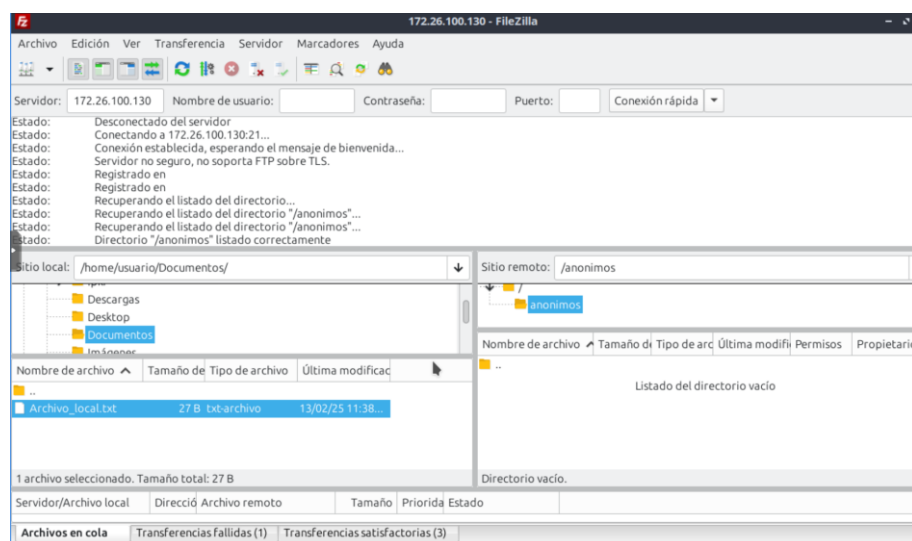 172.26.100.130 - FileZilla
Archivo Edición Ver Transferencia Servidor Marcadores Ayuda
Servidor: 172.26.100.130 Nombre de usuario: Contraseña: Puerto: Conexión rápida
Estado: Desconectado del servidor
Estado: Conectando a 172.26.100.130:21...
Estado: Conexión establecida, esperando el mensaje de bienvenida...
Estado: Servidor no seguro, no soporta FTP sobre TLS.
Estado: Registrado en
Estado: Registrado en
Estado: Recuperando el listado del directorio...
Estado: Recuperando el listado del directorio "/anonimos"...
Estado: Recuperando el listado del directorio "/anonimos"...
Estado: Directorio "/anonimos" listado correctamente
Sitio local: /home/usuario/Documentos/
Descargas
Desktop
Documentos
Imágenes
Nombre de archivo Tamaño de Tipo de archivo Última modificac
..
Archivo_local.txt 27 B txt-archivo 13/02/25 11:38...
1 archivo seleccionado. Tamaño total: 27 B
Sitio remoto: /anonimos
/
anonimos
Nombre de archivo Tamaño de Tipo de arc Última modifi Permisos Propietari
..
Listado del directorio vacío
Directorio vacío.
Servidor/Archivo local Direcció Archivo remoto Tamaño Priorida Estado
Archivos en cola Transferencias fallidas (1) Transferencias satisfactorias (3)